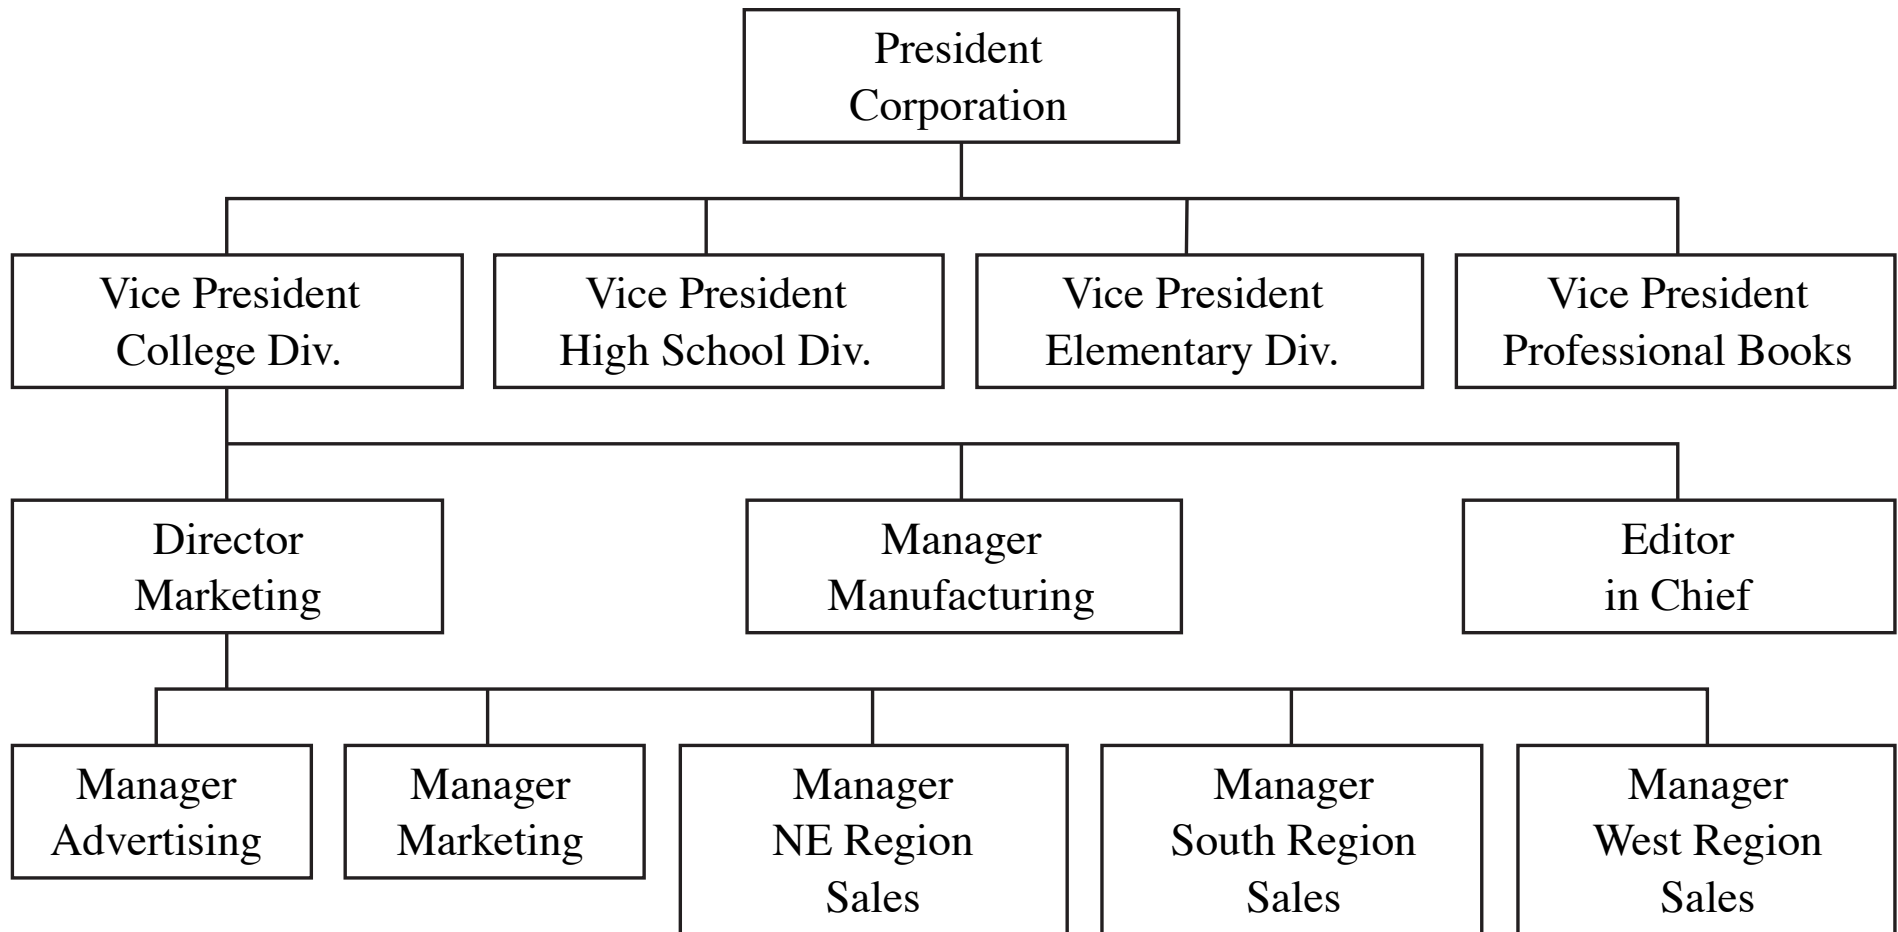 President
Corporation
Vice President
College Div.
Vice President
High School Div.
Vice President
Elementary Div.
Vice President
Professional Books
Director
Marketing
Manager
Manufacturing
Editor
in Chief
Manager
Advertising
Manager
Marketing
Manager
NE Region
Sales
Manager
South Region
Sales
Manager
West Region
Sales